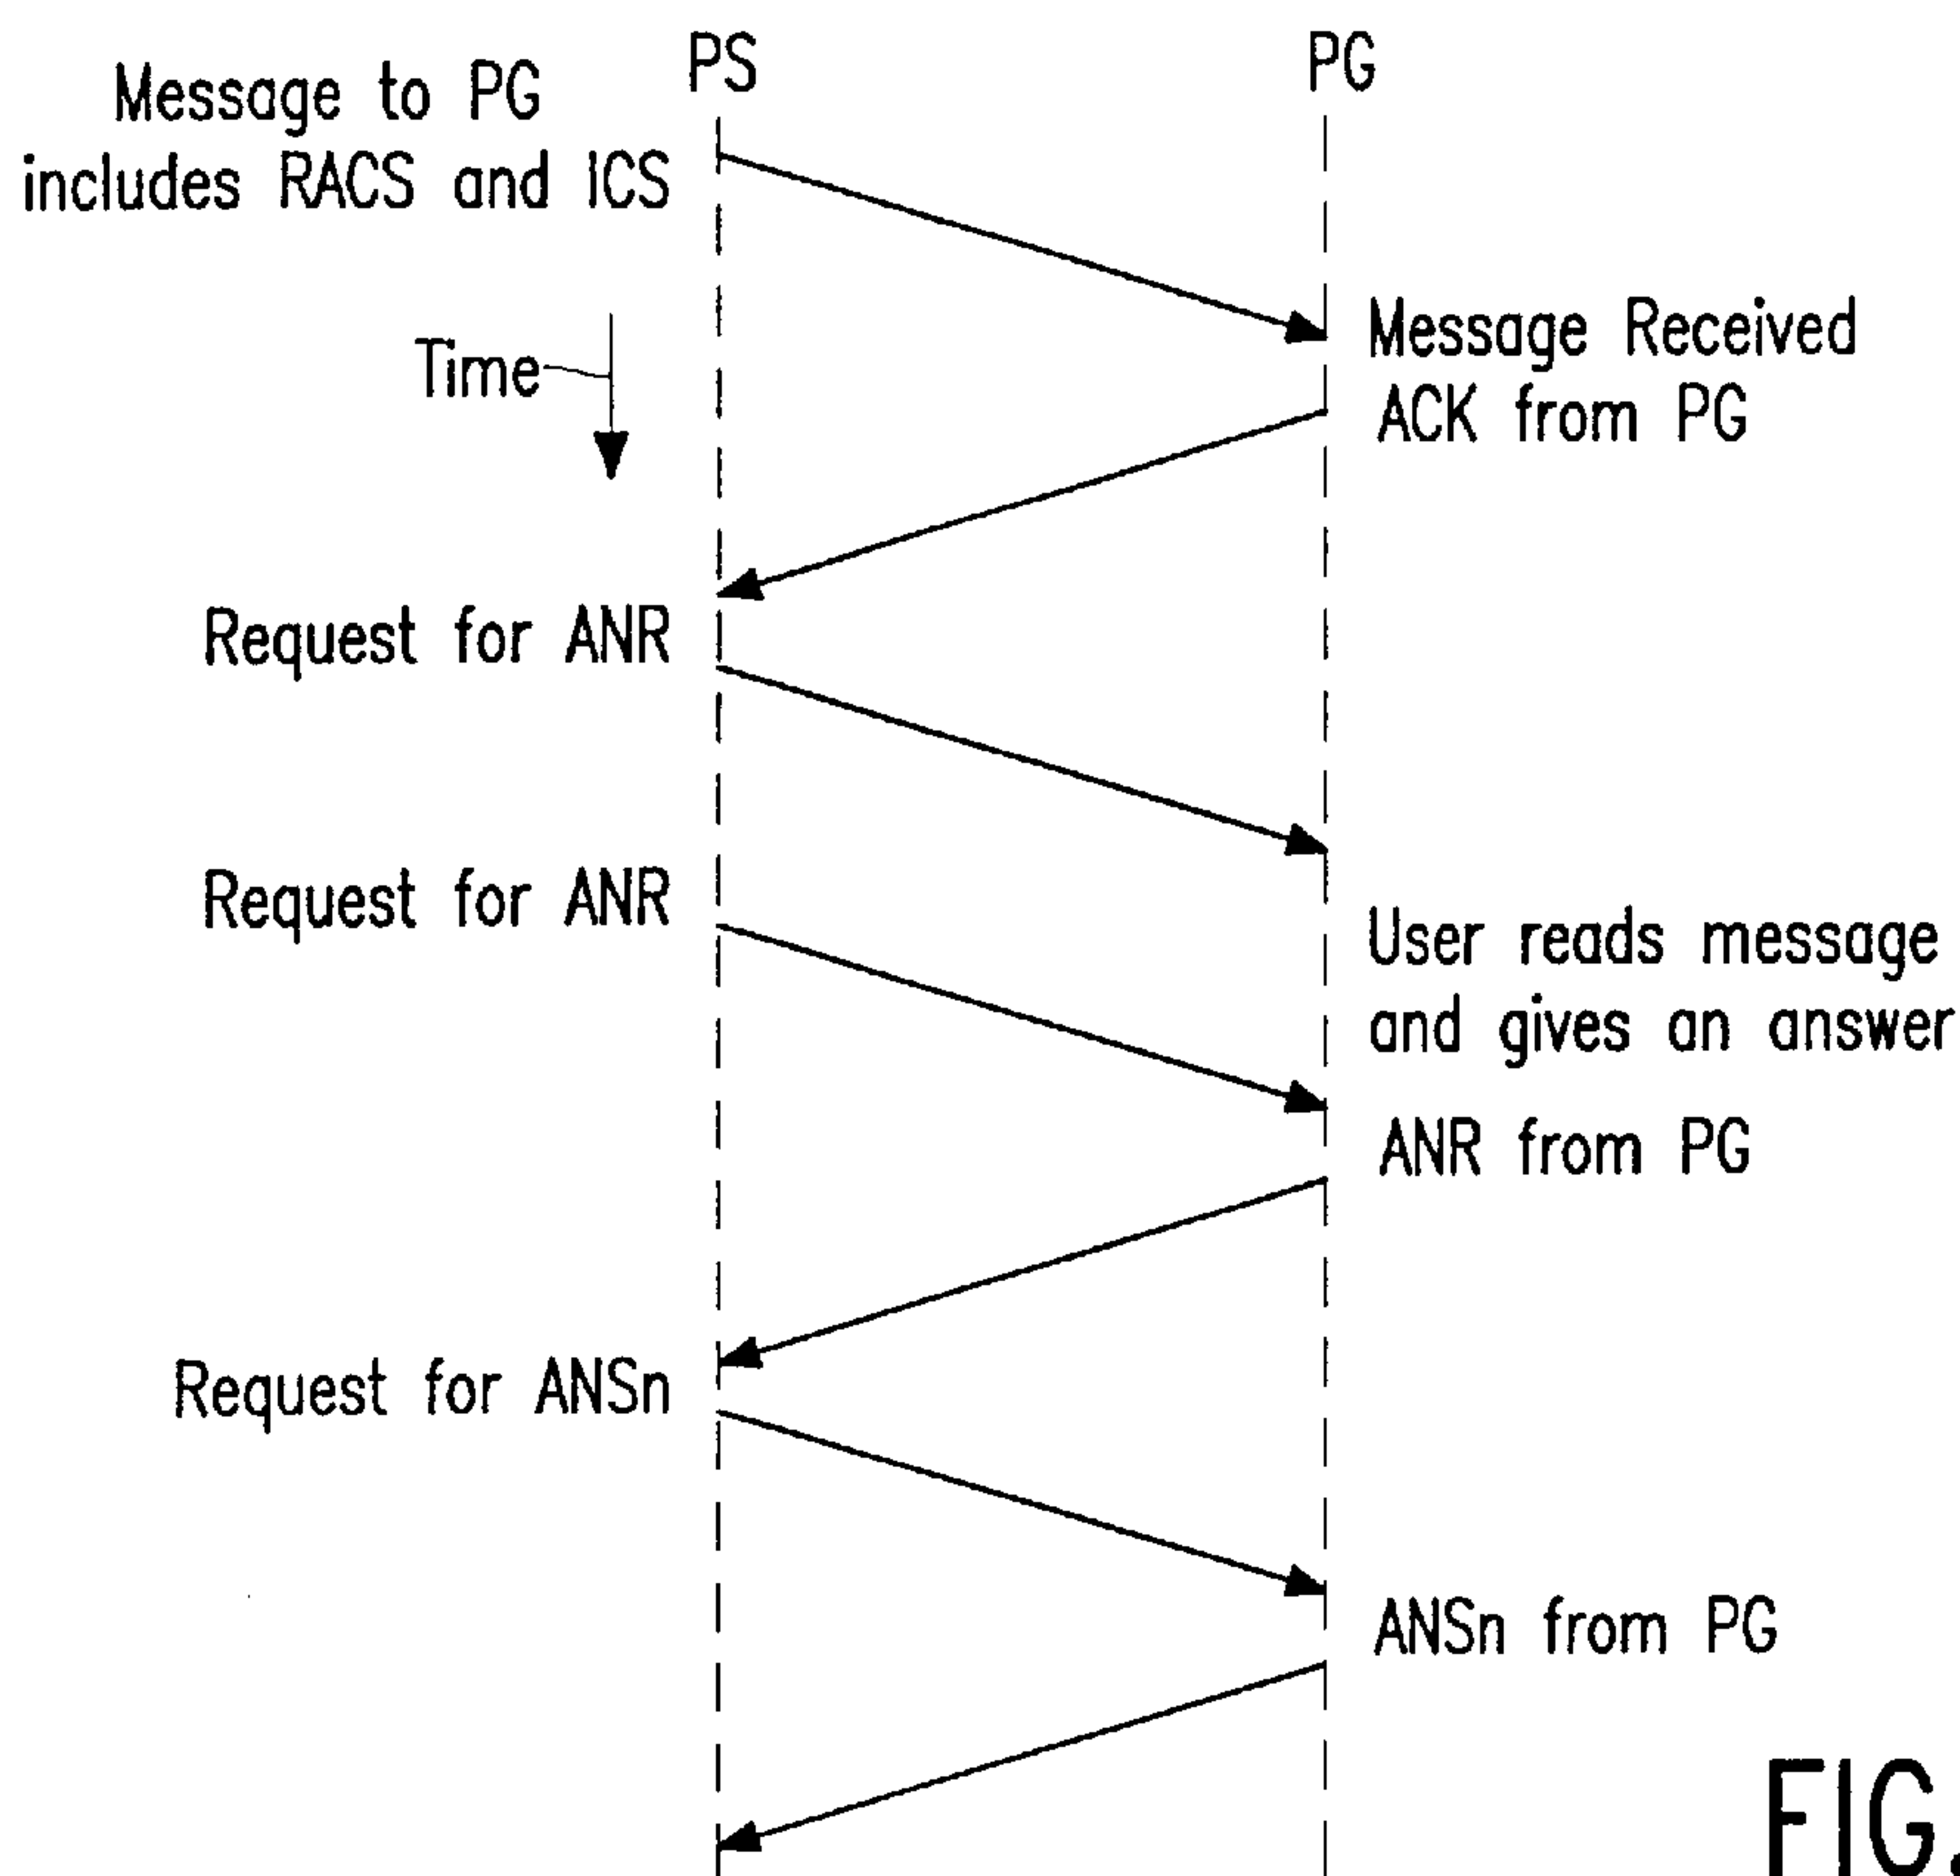 PS
PG
Message to PG
includes RACS and ICS
Time
Message Received
ACK from PG
Request for ANR
Request for ANR
User reads message
and gives an answer
ANR from PG
Request for ANSn
ANSn from PG
FIG.